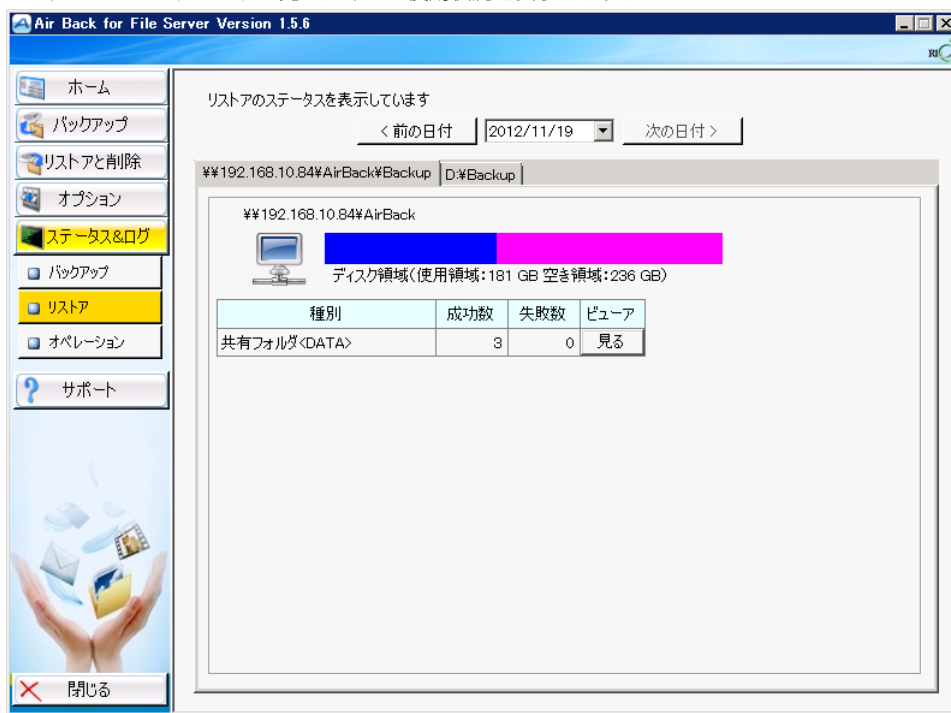 Air Back for File Server Version 1.5.6
ホーム
バックアップ
リストアと削除
オプション
ステータス&ログ
バックアップ
リストア
オペレーション
サポート
閉じる
リストアのステータスを表示しています
< 前の日付
2012/11/19
次の日付 >
¥¥192.168.10.84¥AirBack¥Backup
D:¥Backup
¥¥192.168.10.84¥AirBack
ディスク領域(使用領域:181 GB 空き領域:236 GB)
種別 成功数 失敗数 ビューア
共有フォルダ<DATA> 3 0 見る